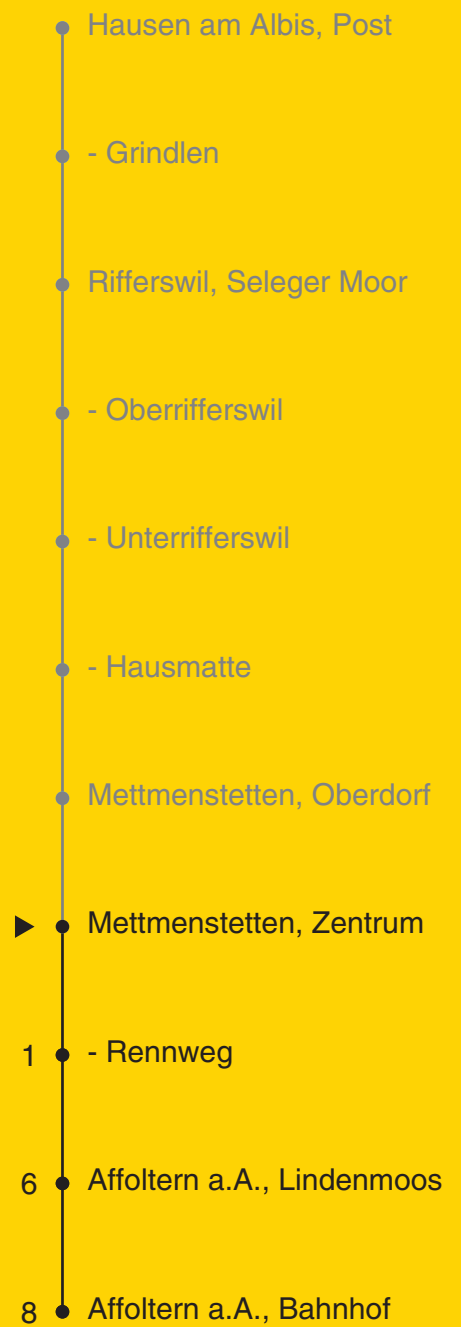 Hausen am Albis, Post
- Grindlen
Rifferswil, Seleger Moor
- Oberrifferswil
- Unterrifferswil
- Hausmatte
Mettmenstetten, Oberdorf
Mettmenstetten, Zentrum
1 - Rennweg
6 Affoltern a.A., Lindenmoos
8 Affoltern a.A., Bahnhof